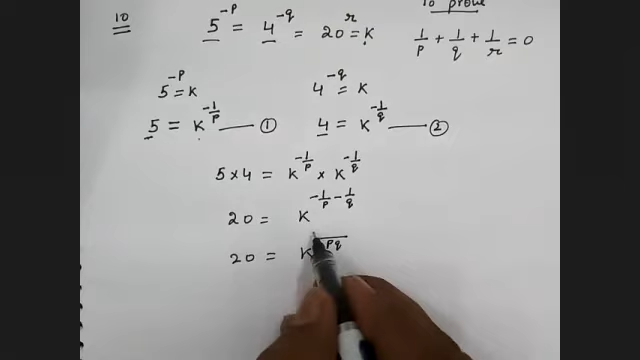 To prove
10 5^{-p} = 4^{-q} = 20^{r} = K
1/p + 1/q + 1/r = 0
5^{-p} = K 4^{-q} = K
5 = K^{-1/p} ——— ① 4 = K^{-1/q} ——— ②
5 × 4 = K^{-1/p} × K^{-1/q}
20 = K^{-1/p - 1/q}
20 = K pq